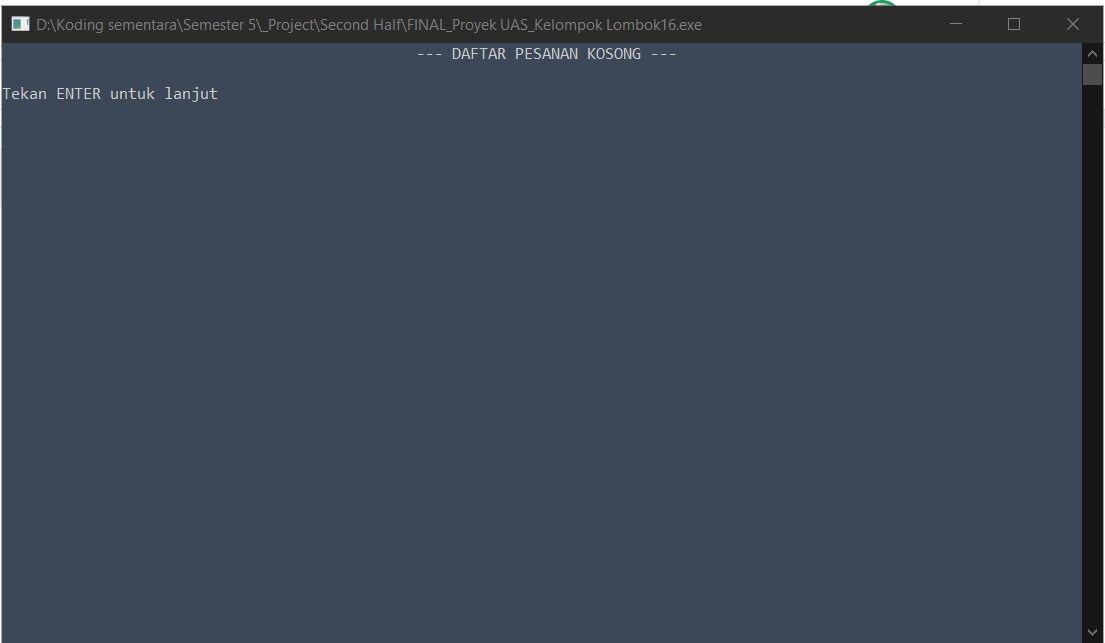 D:\Koding sementara\Semester 5\_Project\Second Half\FINAL_Proyek UAS_Kelompok Lombok16.exe
--- DAFTAR PESANAN KOSONG ---
Tekan ENTER untuk lanjut